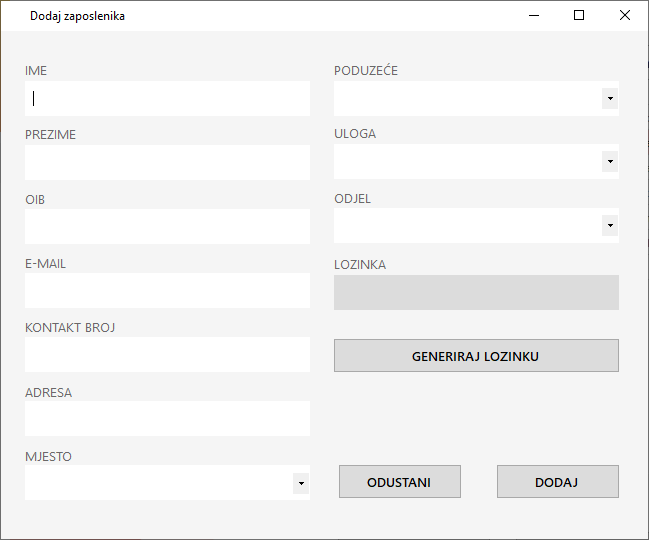 Dodaj zaposlenika
IME
PREZIME
OIB
E-MAIL
KONTAKT BROJ
ADRESA
MJESTO
PODUZEĆE
ULOGA
ODJEL
LOZINKA
GENERIRAJ LOZINKU
ODUSTANI
DODAJ